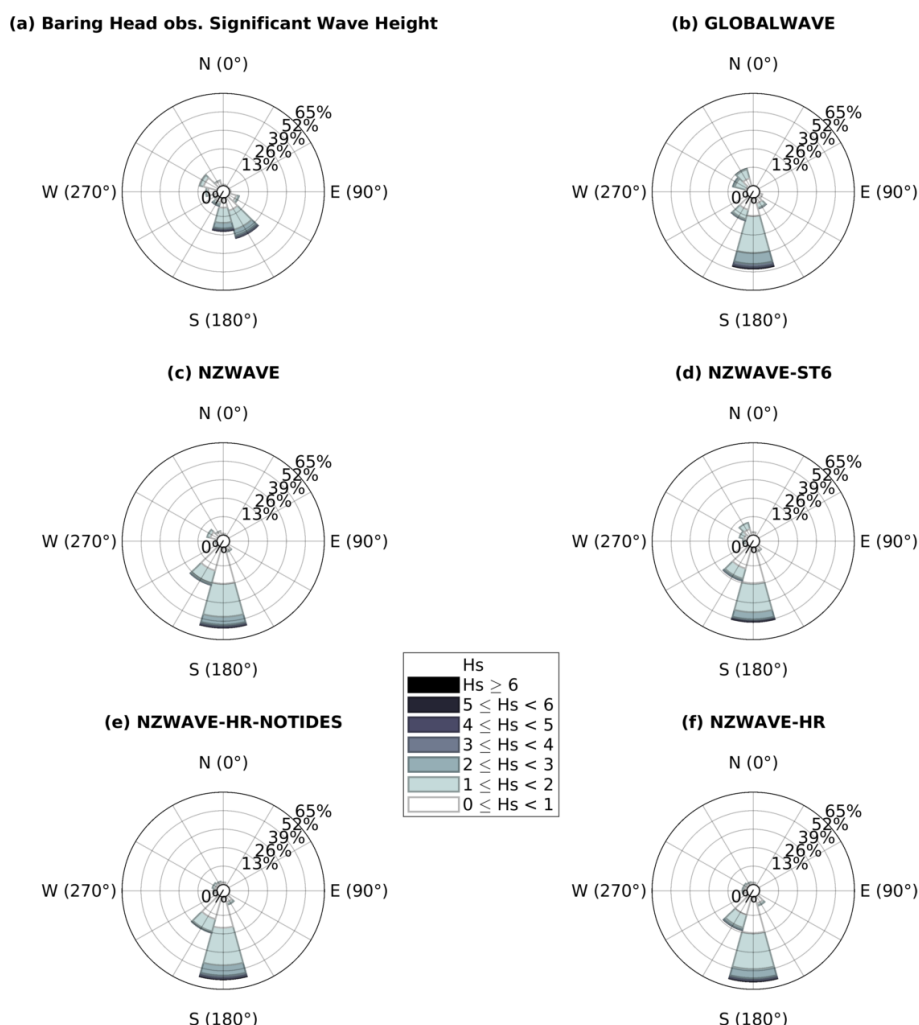 (a) Baring Head obs. Significant Wave Height
N (0°)
65%
52%
39%
26%
13%
0%
W (270°)
E (90°)
S (180°)
(b) GLOBALWAVE
N (0°)
65%
52%
39%
26%
13%
0%
W (270°)
E (90°)
S (180°)
(c) NZWAVE
N (0°)
65%
52%
39%
26%
13%
0%
W (270°)
E (90°)
S (180°)
(d) NZWAVE-ST6
N (0°)
65%
52%
39%
26%
13%
0%
W (270°)
E (90°)
S (180°)
Hs
Hs ≥ 6
5 ≤ Hs < 6
4 ≤ Hs < 5
3 ≤ Hs < 4
2 ≤ Hs < 3
1 ≤ Hs < 2
0 ≤ Hs < 1
(e) NZWAVE-HR-NOTIDES
N (0°)
65%
52%
39%
26%
13%
0%
W (270°)
E (90°)
S (180°)
(f) NZWAVE-HR
N (0°)
65%
52%
39%
26%
13%
0%
W (270°)
E (90°)
S (180°)